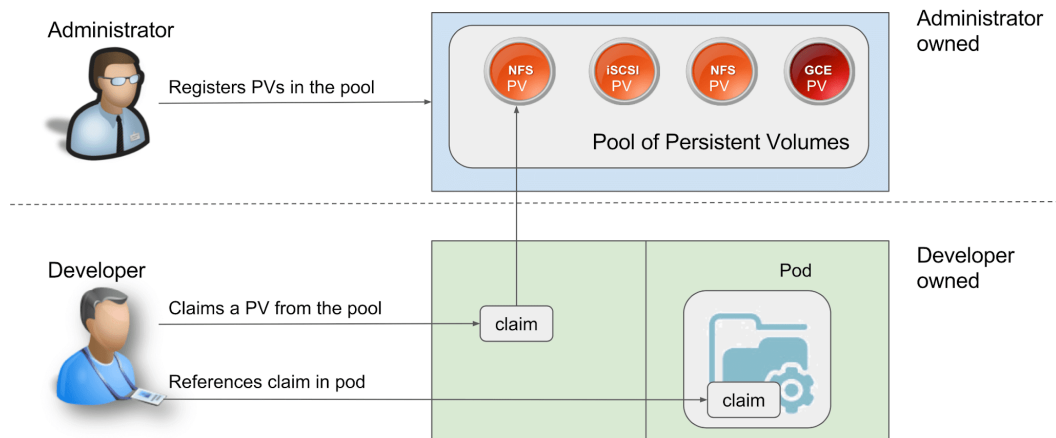 Administrator
Administrator
owned
Registers PVs in the pool
NFS
PV
iSCSI
PV
NFS
PV
GCE
PV
Pool of Persistent Volumes
Developer
Developer
owned
Pod
Claims a PV from the pool
claim
References claim in pod
claim